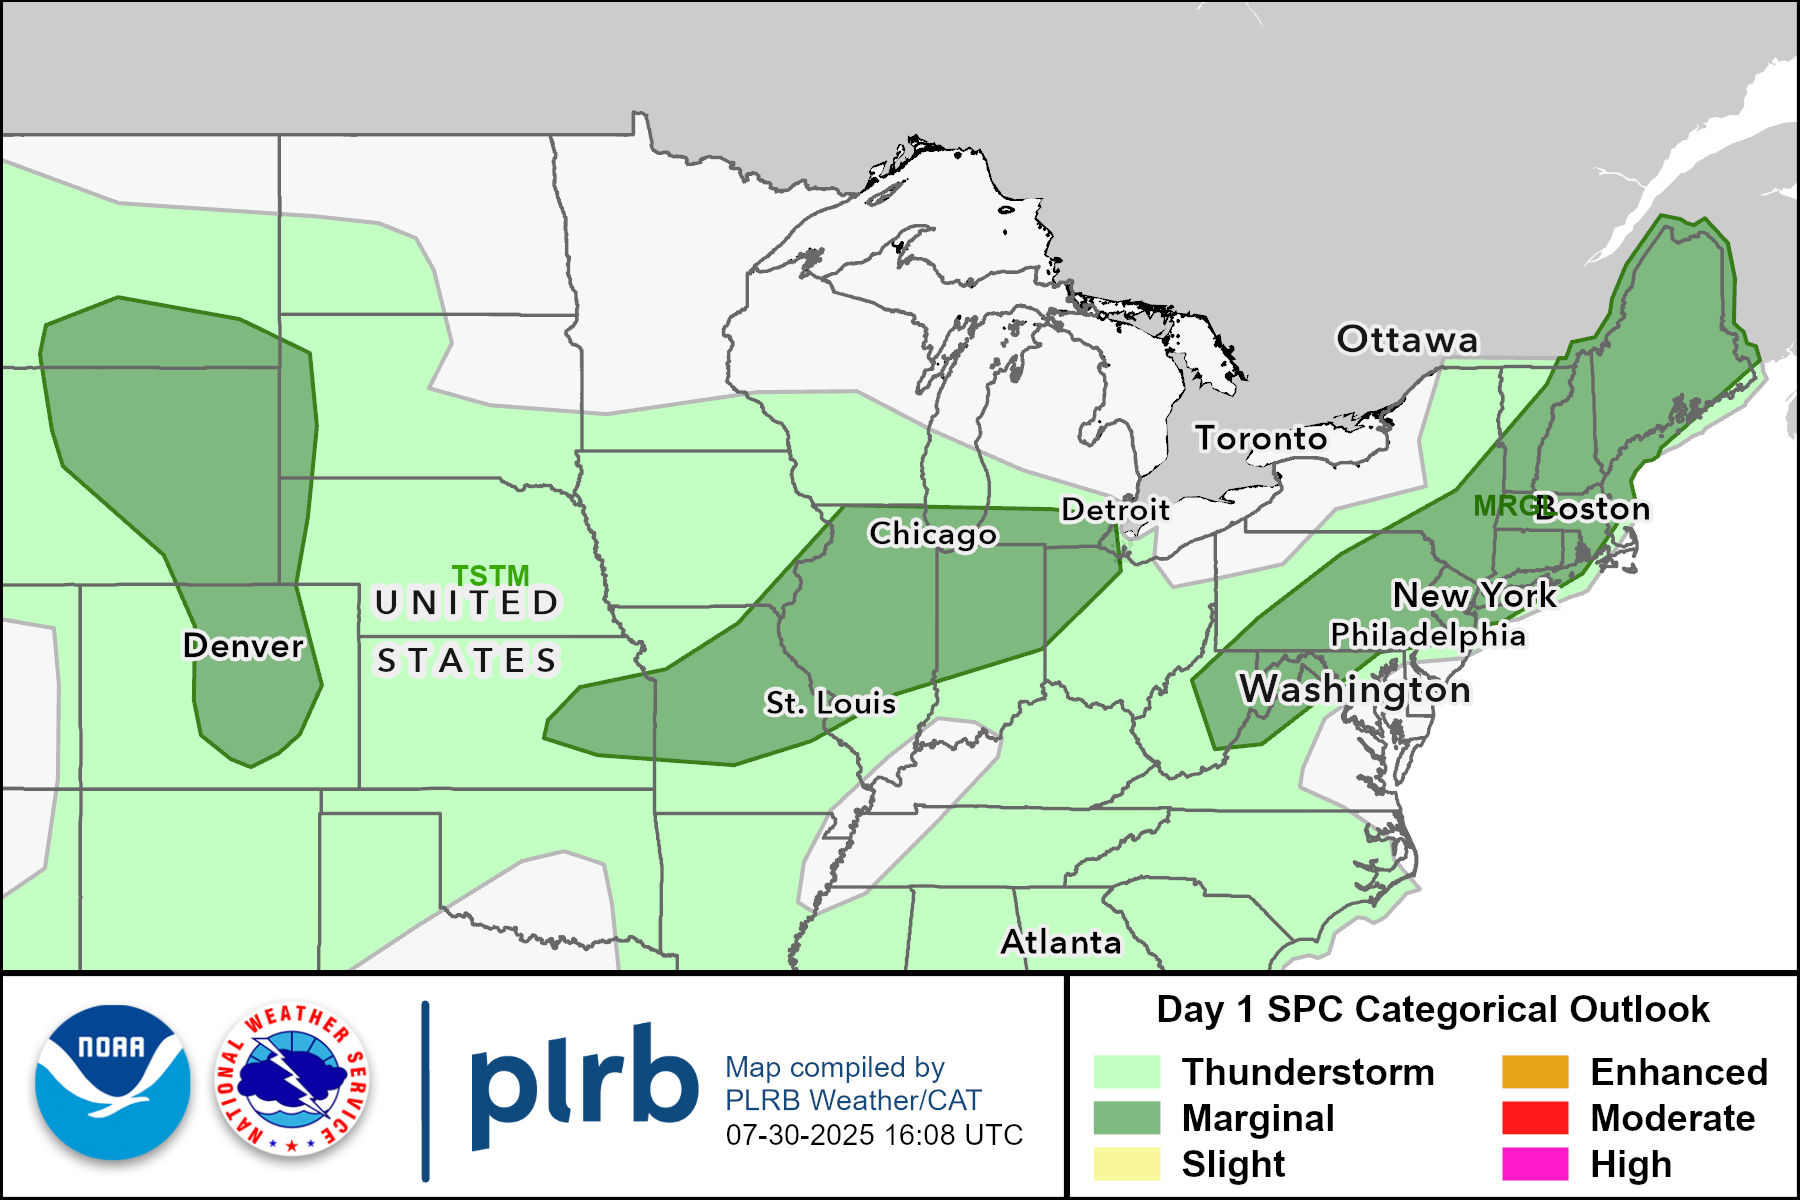 Ottawa
Toronto
MRGL
Boston
Detroit
Chicago
TSTM
UNITED
STATES
New York
Philadelphia
Denver
Washington
St. Louis
Atlanta
NOAA
NATIONAL WEATHER SERVICE
plrb
Map compiled by
PLRB Weather/CAT
07-30-2025 16:08 UTC
Day 1 SPC Categorical Outlook
Thunderstorm
Marginal
Slight
Enhanced
Moderate
High